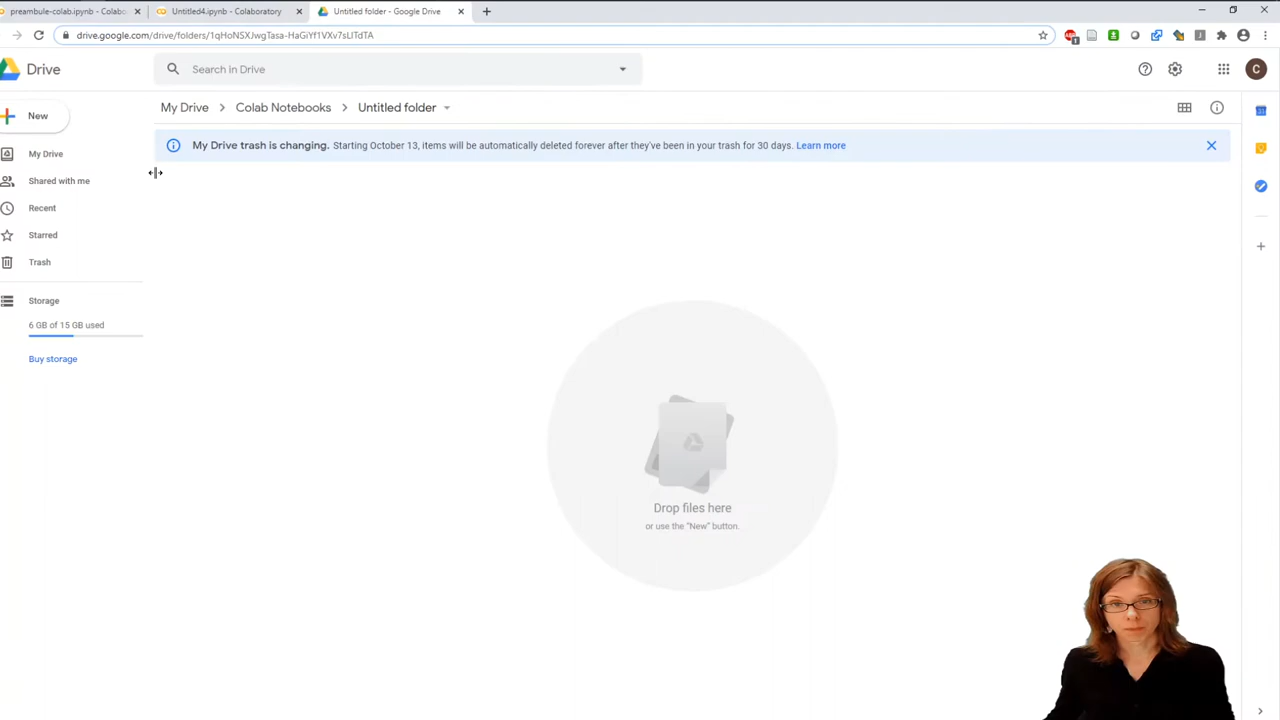 preambule-colab.ipynb - Colabo
Untitled4.ipynb - Colaboratory
Untitled folder - Google Drive
drive.google.com/drive/folders/1qHoNSXJwgTasa-HaGiYf1VXv7sLITdTA
Drive
Search in Drive
C
New
My Drive > Colab Notebooks > Untitled folder
My Drive trash is changing. Starting October 13, items will be automatically deleted forever after they've been in your trash for 30 days. Learn more
My Drive
Shared with me
Recent
Starred
Trash
Storage
6 GB of 15 GB used
Buy storage
Drop files here
or use the "New" button.